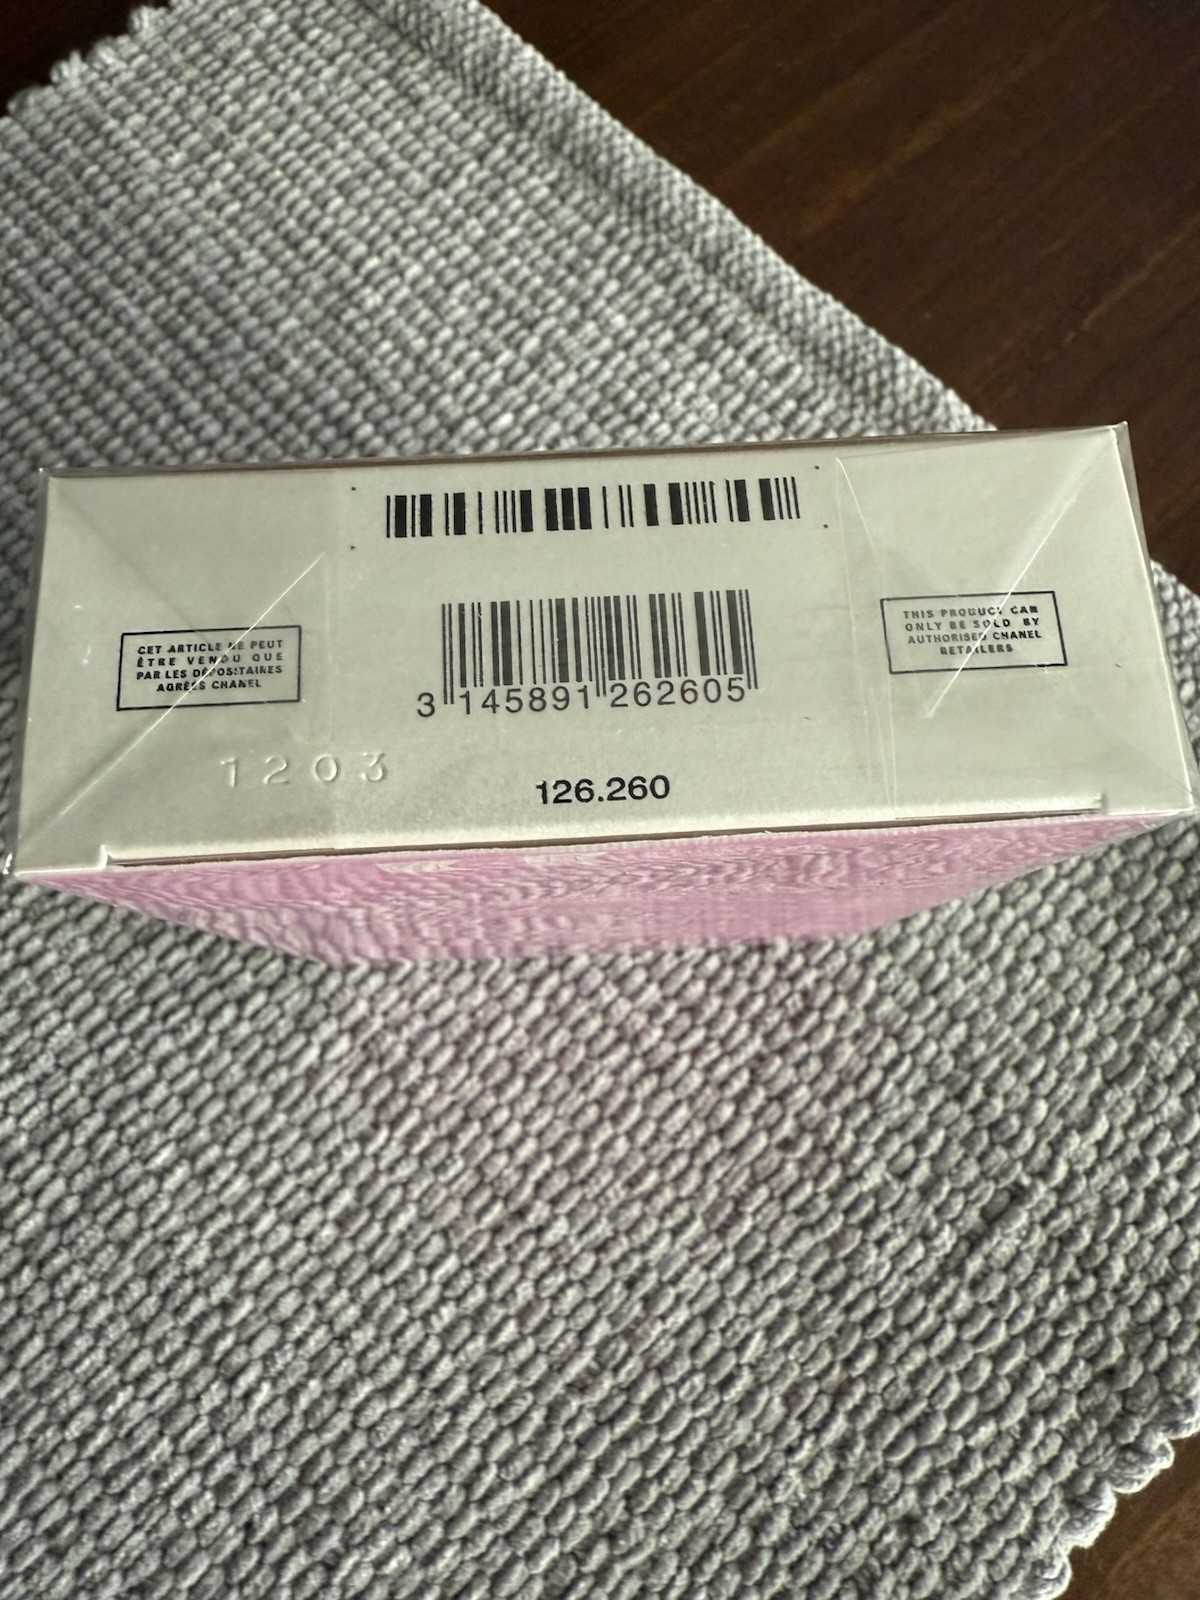 CET ARTICLE NE PEUT
ÊTRE VENDU QUE
PAR LES DÉPOSITAIRES
AGRÉÉS CHANEL
THIS PRODUCT CAN
ONLY BE SOLD BY
AUTHORISED CHANEL
RETAILERS
3 145891 262605
1203
126.260